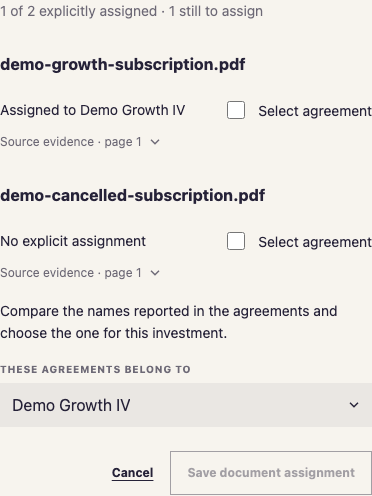 1 of 2 explicitly assigned · 1 still to assign
demo-growth-subscription.pdf
Assigned to Demo Growth IV
Select agreement
Source evidence · page 1
demo-cancelled-subscription.pdf
No explicit assignment
Select agreement
Source evidence · page 1
Compare the names reported in the agreements and
choose the one for this investment.
THESE AGREEMENTS BELONG TO
Demo Growth IV
Cancel
Save document assignment